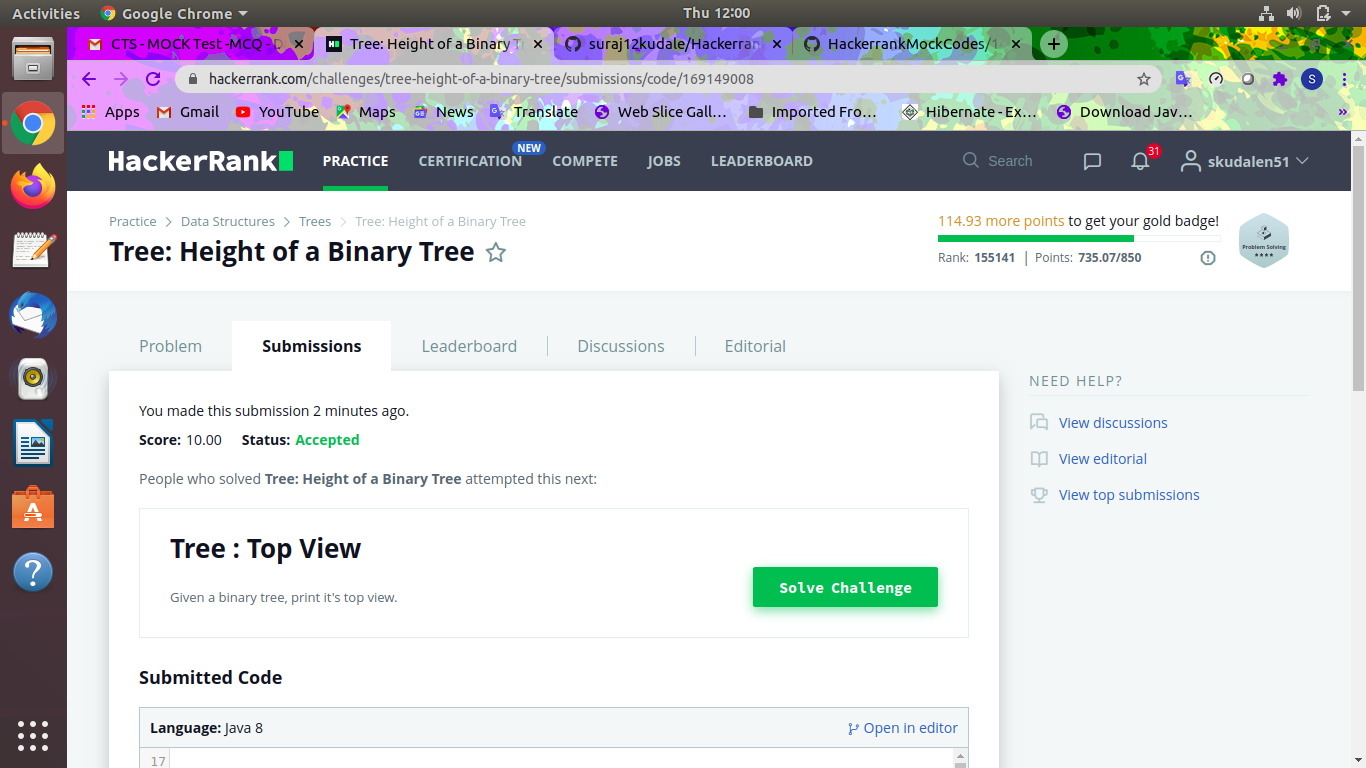 Activities Google Chrome Thu 12:00
CTS - MOCK Test -MCQ - D Tree: Height of a Binary T suraj12kudale/Hackerran HackerrankMockCodes/1
hackerrank.com/challenges/tree-height-of-a-binary-tree/submissions/code/169149008 S
Apps Gmail YouTube Maps News Translate Web Slice Gall... Imported Fro... Hibernate - Ex... Download Jav... »
HackerRank PRACTICE CERTIFICATION NEW COMPETE JOBS LEADERBOARD Search 31 skudalen51
Practice Data Structures Trees Tree: Height of a Binary Tree
114.93 more points to get your gold badge!
Tree: Height of a Binary Tree
Problem Solving
Rank: 155141 | Points: 735.07/850
Problem Submissions Leaderboard Discussions Editorial
NEED HELP?
View discussions
View editorial
View top submissions
You made this submission 2 minutes ago.
Score: 10.00 Status: Accepted
People who solved Tree: Height of a Binary Tree attempted this next:
Tree : Top View
Given a binary tree, print it's top view.
Solve Challenge
Submitted Code
Language: Java 8 Open in editor
17